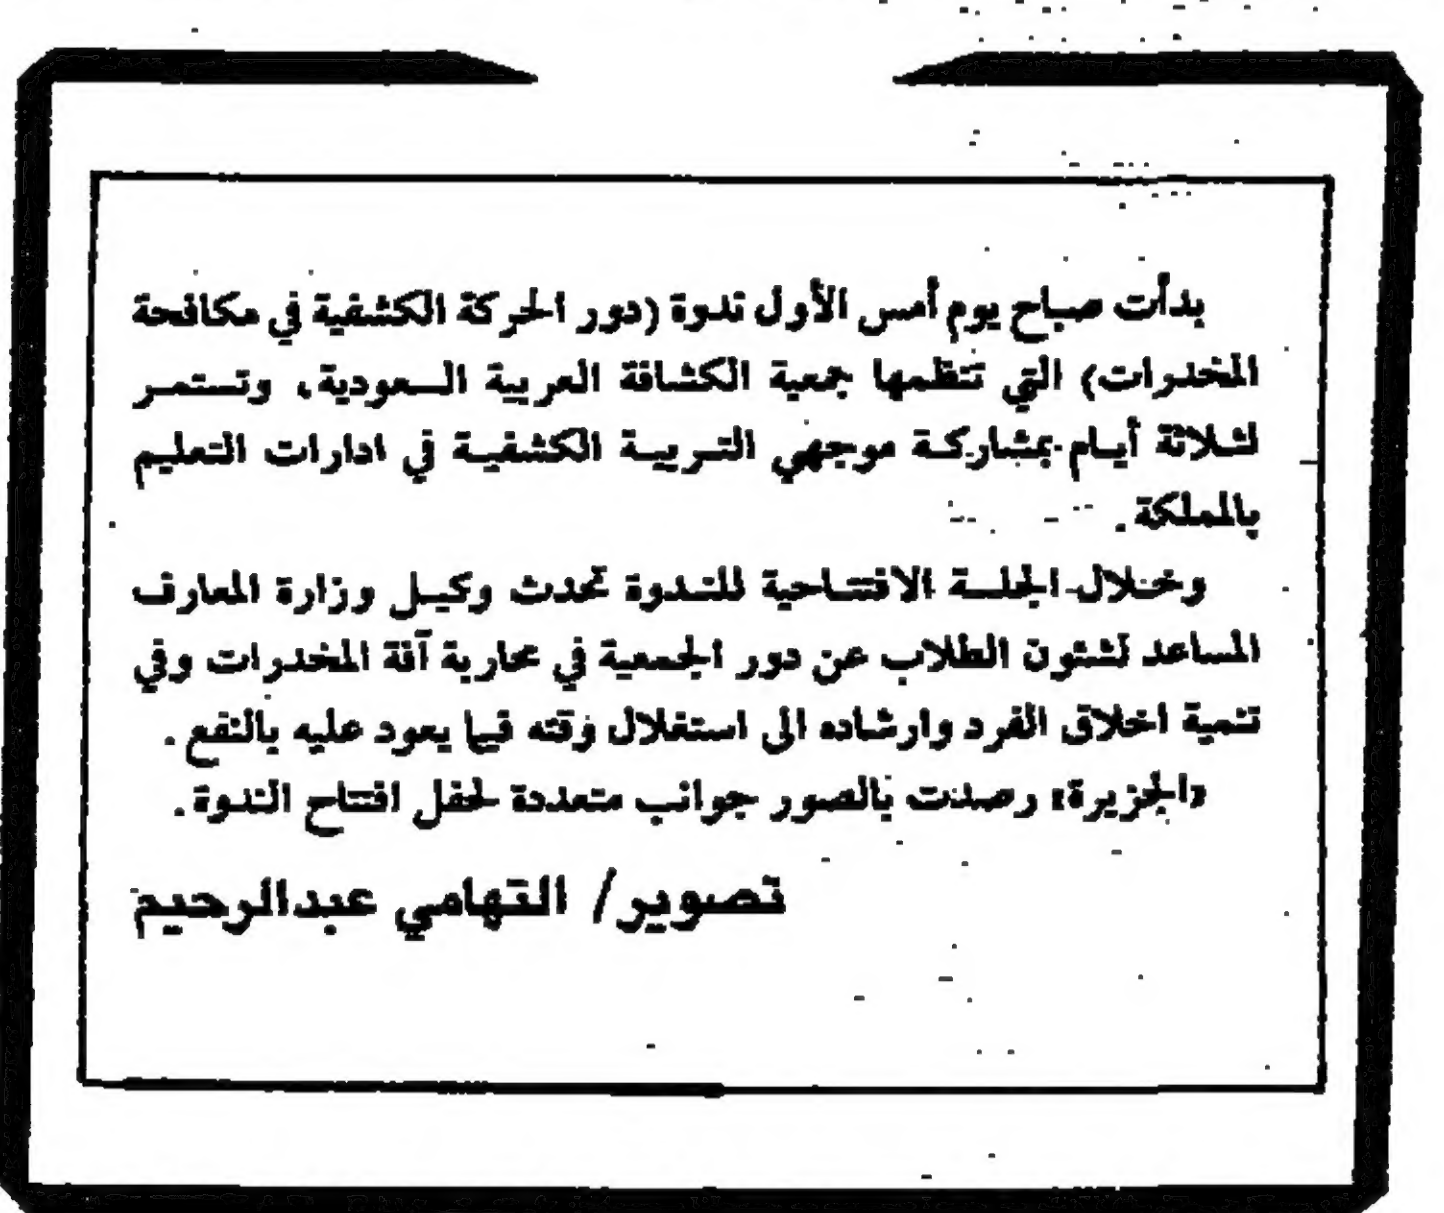 بدأت صباح يوم أمس الأول ندوة (دور الحركة الكشفية في مكافحة
المخدرات) التي تنظمها جمعية الكشافة العربية السعودية، وتستمر
لثلاثة أيام بمشاركة موجهي التربية الكشفية في ادارات التعليم
بالمملكة.
وخلال الجلسة الافتتاحية للندوة تحدث وكيل وزارة المعارف
المساعد لشئون الطلاب عن دور الجمعية في محاربة آفة المخدرات وفي
تنمية اخلاق الفرد وارشاده الى استغلال وقته فيما يعود عليه بالنفع.
«الجزيرة» رصدت بالصور جوانب متعددة لحفل افتتاح الندوة.
تصوير/ التهامي عبدالرحيم